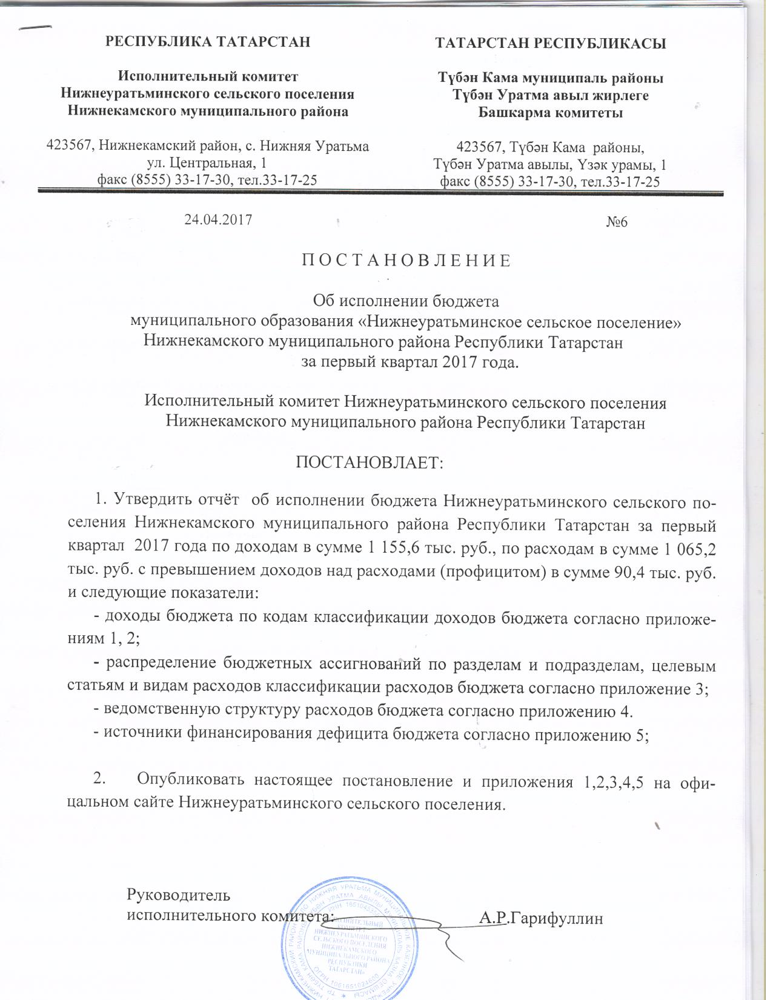 РЕСПУБЛИКА ТАТАРСТАН
Исполнительный комитет
Нижнеуратьминского сельского поселения
Нижнекамского муниципального района
423567, Нижнекамский район, с. Нижняя Уратьма
ул. Центральная, 1
факс (8555) 33-17-30, тел.33-17-25
ТАТАРСТАН РЕСПУБЛИКАСЫ
Түбән Кама муниципаль районы
Түбән Уратма авыл жирлеге
Башкарма комитеты
423567, Түбән Кама районы,
Түбән Уратма авылы, Үзәк урамы, 1
факс (8555) 33-17-30, тел.33-17-25
24.04.2017 №6
П О С Т А Н О В Л Е Н И Е
Об исполнении бюджета
муниципального образования «Нижнеуратьминское сельское поселение»
Нижнекамского муниципального района Республики Татарстан
за первый квартал 2017 года.
Исполнительный комитет Нижнеуратьминского сельского поселения
Нижнекамского муниципального района Республики Татарстан
ПОСТАНОВЛАЕТ:
1. Утвердить отчёт об исполнении бюджета Нижнеуратьминского сельского по-
селения Нижнекамского муниципального района Республики Татарстан за первый
квартал 2017 года по доходам в сумме 1 155,6 тыс. руб., по расходам в сумме 1 065,2
тыс. руб. с превышением доходов над расходами (профицитом) в сумме 90,4 тыс. руб.
и следующие показатели:
- доходы бюджета по кодам классификации доходов бюджета согласно приложе-
ниям 1, 2;
- распределение бюджетных ассигнований по разделам и подразделам, целевым
статьям и видам расходов классификации расходов бюджета согласно приложение 3;
- ведомственную структуру расходов бюджета согласно приложению 4.
- источники финансирования дефицита бюджета согласно приложению 5;
2. Опубликовать настоящее постановление и приложения 1,2,3,4,5 на офи-
цальном сайте Нижнеуратьминского сельского поселения.
Руководитель
исполнительного комитета: А.Р.Гарифуллин
КОМИТЕТ
НИЖНЕУРАТЬМИНСКОГО
СЕЛЬСКОГО ПОСЕЛЕНИЯ
НИЖНЕКАМСКОГО
МУНИЦИПАЛЬНОГО РАЙОНА
РЕСПУБЛИКИ
ТАТАРСТАН»
ОГРН 1061651024600